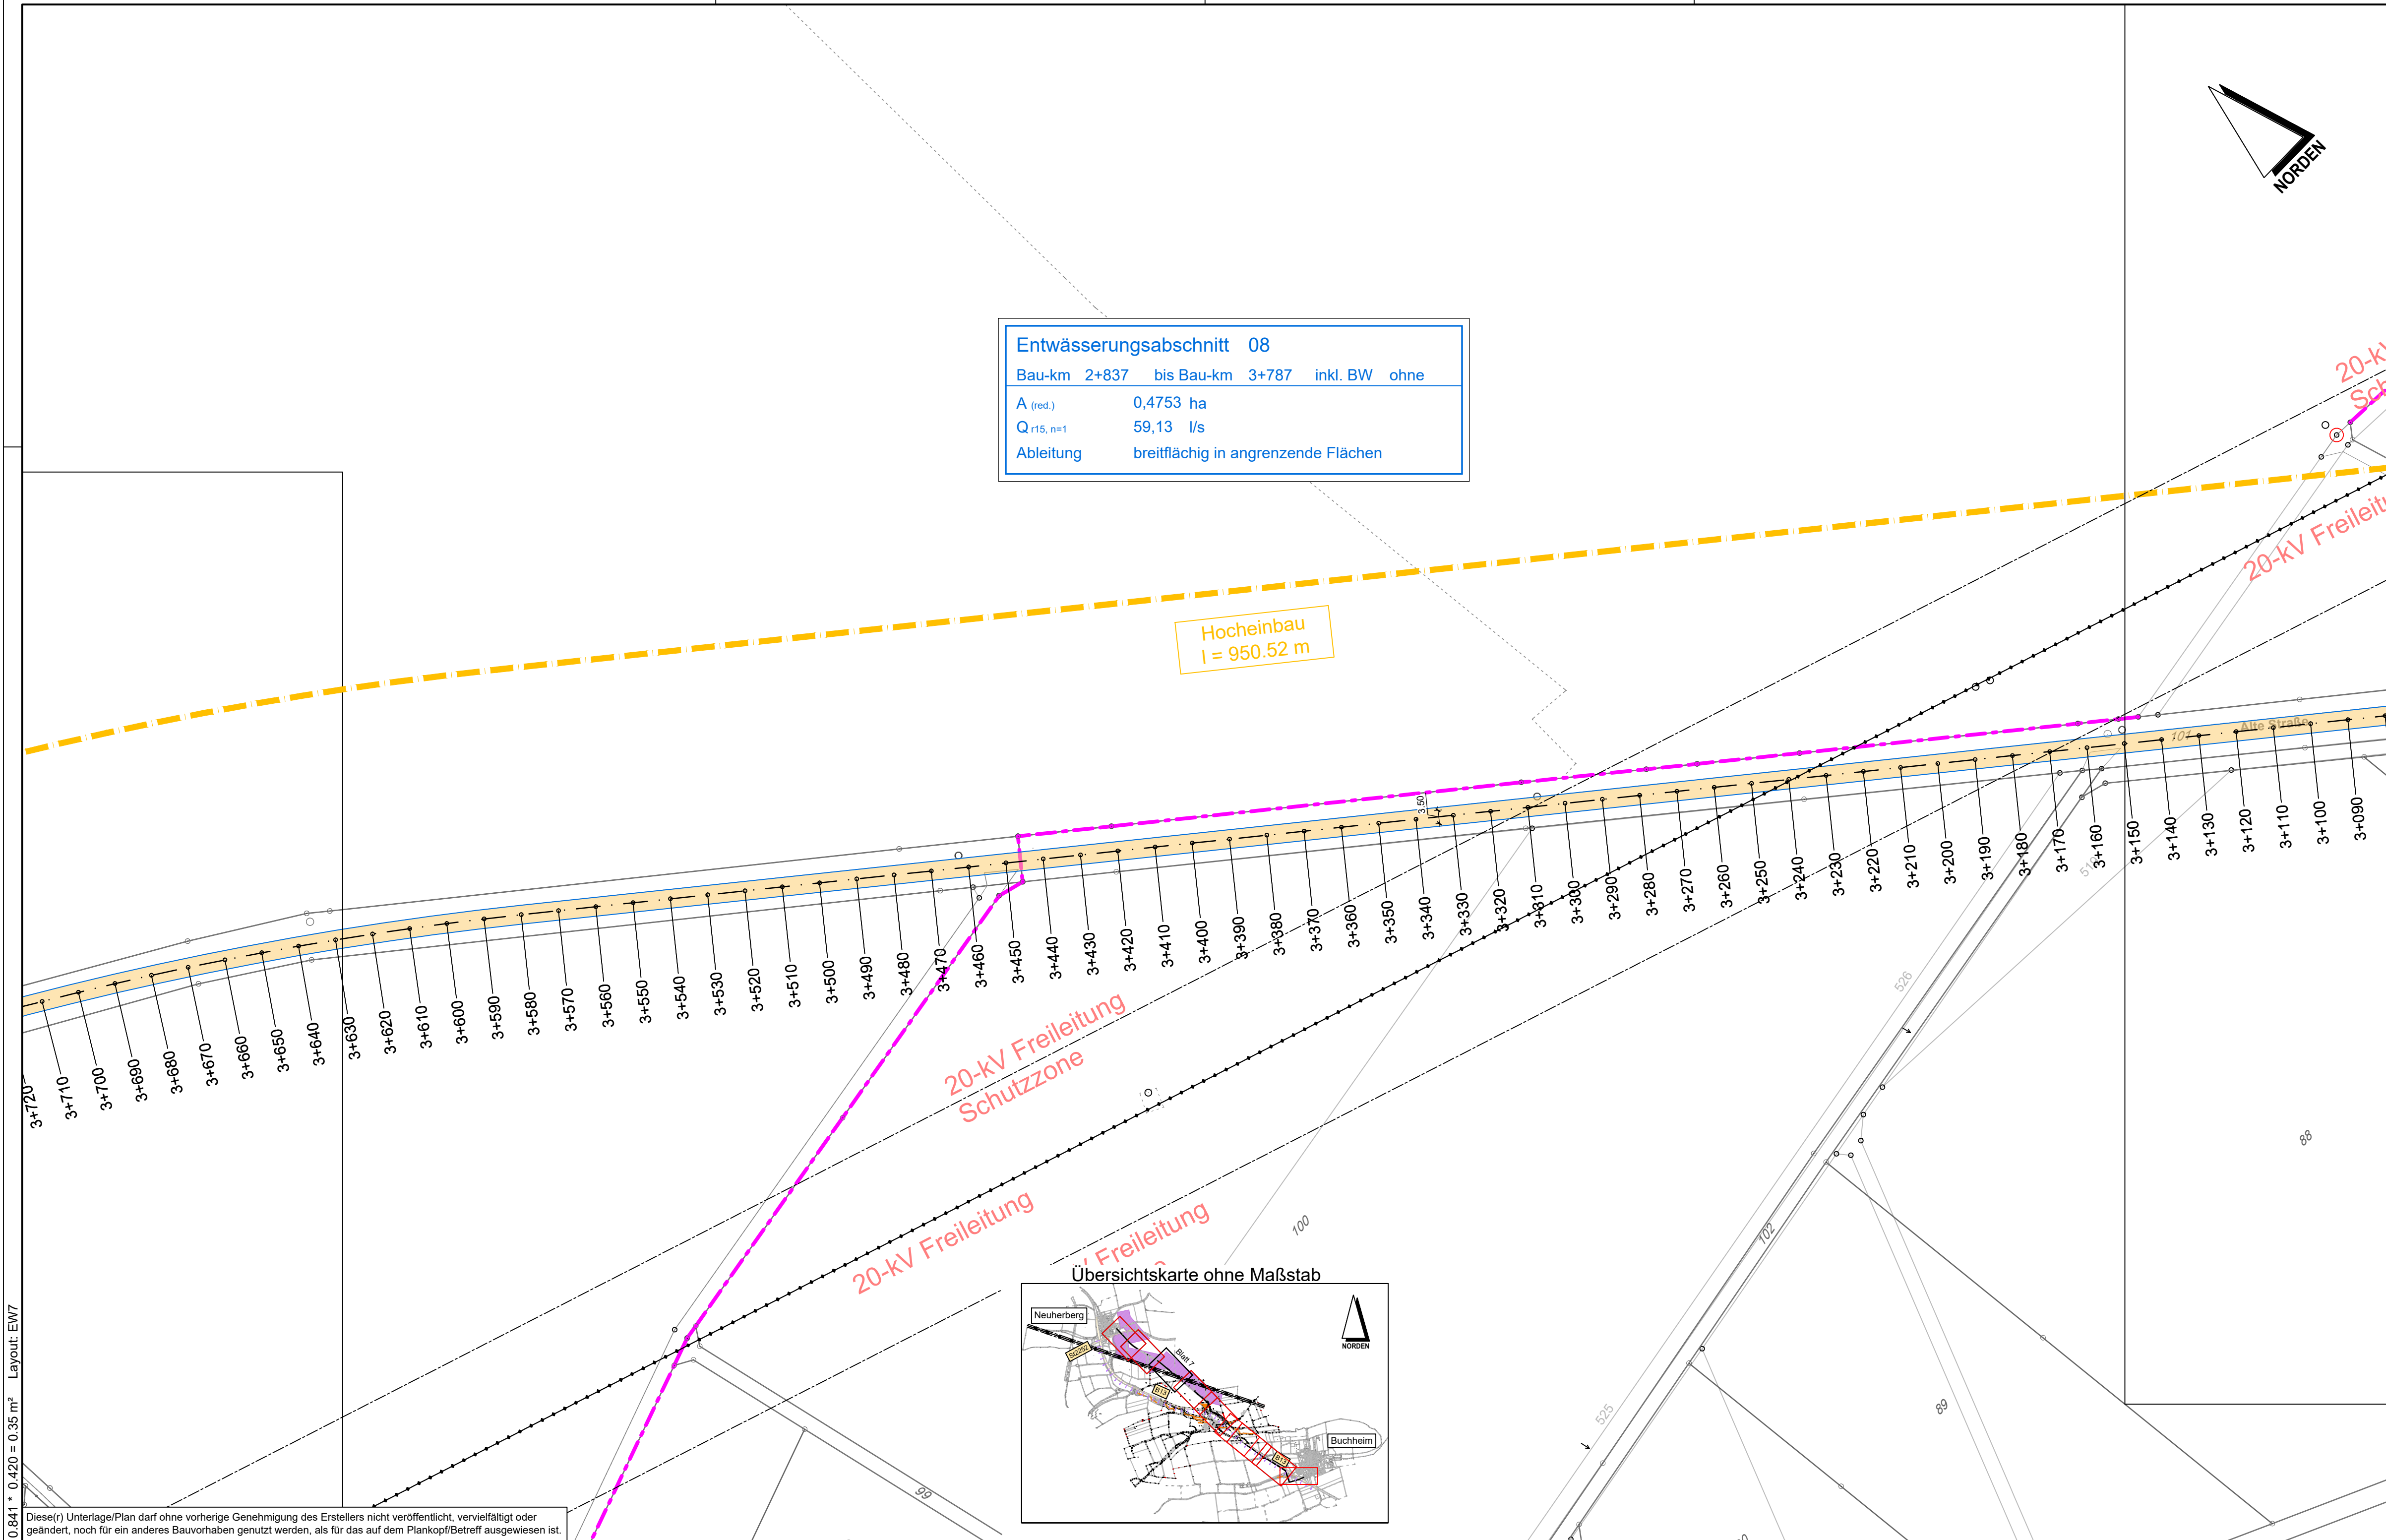 NORDEN
Entwässerungsabschnitt 08
Bau-km 2+837 bis Bau-km 3+787 inkl. BW ohne
A (red.) 0,4753 ha
Q r15, n=1 59,13 l/s
Ableitung breitflächig in angrenzende Flächen
20-kV
20-kV Freileitu
Hocheinbau
l = 950.52 m
Alte Straße
101
3.50
3+720
3+710
3+700
3+690
3+680
3+670
3+660
3+650
3+640
3+630
3+620
3+610
3+600
3+590
3+580
3+570
3+560
3+550
3+540
3+530
3+520
3+510
3+500
3+490
3+480
3+470
3+460
3+450
3+440
3+430
3+420
3+410
3+400
3+390
3+380
3+370
3+360
3+350
3+340
3+330
3+320
3+310
3+300
3+290
3+280
3+270
3+260
3+250
3+240
3+230
3+220
3+210
3+200
3+190
3+180
3+170
3+160
3+150
3+140
3+130
3+120
3+110
3+100
3+090
526
20-kV Freileitung
Schutzzone
88
20-kV Freileitung
Freileitung
100
102
525
89
99
Übersichtskarte ohne Maßstab
Neuherberg
St2252
Blatt 7
B13
NORDEN
Buchheim
B13
0.841 * 0.420 = 0.35 m² Layout: EW7
Diese(r) Unterlage/Plan darf ohne vorherige Genehmigung des Erstellers nicht veröffentlicht, vervielfältigt oder
geändert, noch für ein anderes Bauvorhaben genutzt werden, als für das auf dem Plankopf/Betreff ausgewiesen ist.